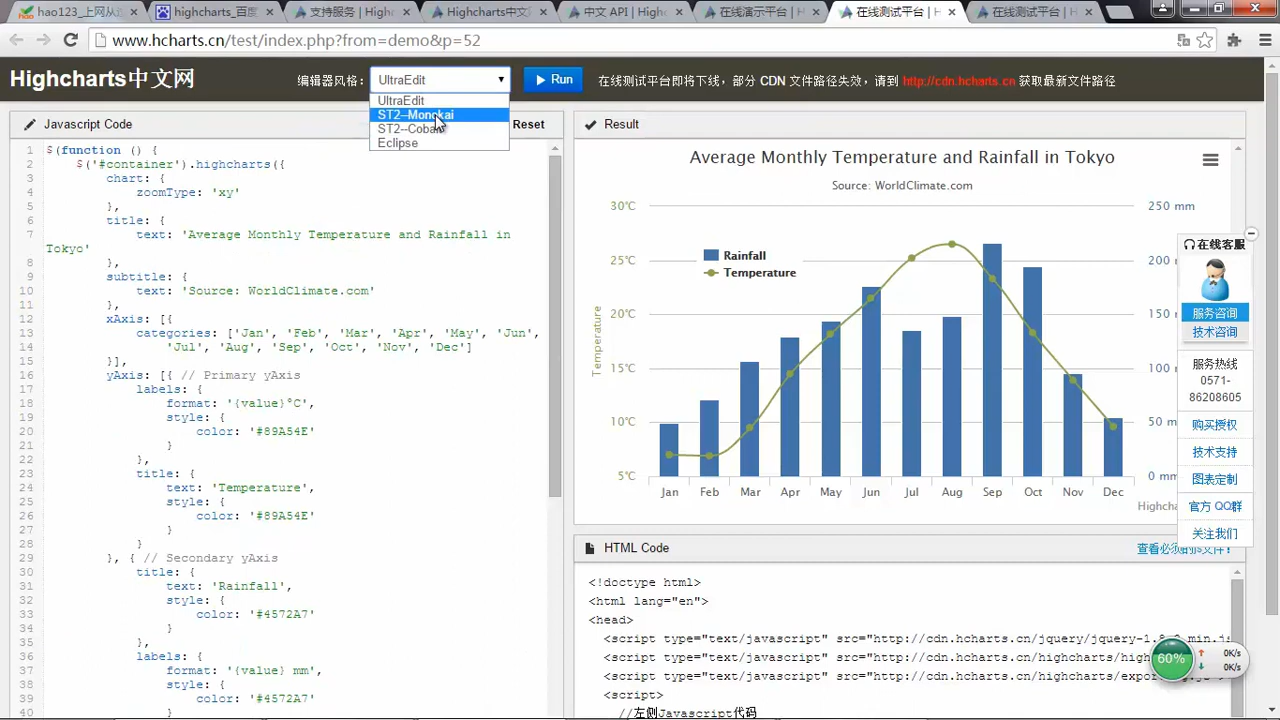 hao123_上网从这
highcharts_百度
支持服务 | Highc
Highcharts中文
中文 API | Highc
在线演示平台 | H
在线测试平台 | H
在线测试平台 | H
www.hcharts.cn/test/index.php?from=demo&p=52
Highcharts中文网
编辑器风格：
UltraEdit
Run
在线测试平台即将下线，部分 CDN 文件路径失效，请到 http://cdn.hcharts.cn 获取最新文件路径
UltraEdit
ST2--Monokai
ST2--Cobalt
Eclipse
Javascript Code
Reset
1 $(function () {
2 $('#container').highcharts({
3 chart: {
4 zoomType: 'xy'
5 },
6 title: {
7 text: 'Average Monthly Temperature and Rainfall in
Tokyo'
8 },
9 subtitle: {
10 text: 'Source: WorldClimate.com'
11 },
12 xAxis: [{
13 categories: ['Jan', 'Feb', 'Mar', 'Apr', 'May', 'Jun',
14 'Jul', 'Aug', 'Sep', 'Oct', 'Nov', 'Dec']
15 }],
16 yAxis: [{ // Primary yAxis
17 labels: {
18 format: '{value}°C',
19 style: {
20 color: '#89A54E'
21 }
22 },
23 title: {
24 text: 'Temperature',
25 style: {
26 color: '#89A54E'
27 }
28 }
29 }, { // Secondary yAxis
30 title: {
31 text: 'Rainfall',
32 style: {
33 color: '#4572A7'
34 }
35 },
36 labels: {
37 format: '{value} mm',
38 style: {
39 color: '#4572A7'
40 }
Result
Average Monthly Temperature and Rainfall in Tokyo
Source: WorldClimate.com
30°C
25°C
20°C
15°C
10°C
5°C
Temperature
Rainfall
Temperature
250 mm
200 m
150 m
100 m
50 m
0 mm
Jan Feb Mar Apr May Jun Jul Aug Sep Oct Nov Dec
Highcha
在线客服
服务咨询
技术咨询
服务热线
0571-
86208605
购买授权
技术支持
图表定制
官方 QQ群
关注我们
HTML Code
查看必须的js文件！
<!doctype html>
<html lang="en">
<head>
<script type="text/javascript" src="http://cdn.hcharts.cn/jquery/jquery-1.8.2.min.js
<script type="text/javascript" src="http://cdn.hcharts.cn/highcharts/high
<script type="text/javascript" src="http://cdn.hcharts.cn/highcharts/expor
<script>
//左侧Javascript代码
60%
0K/s
0K/s